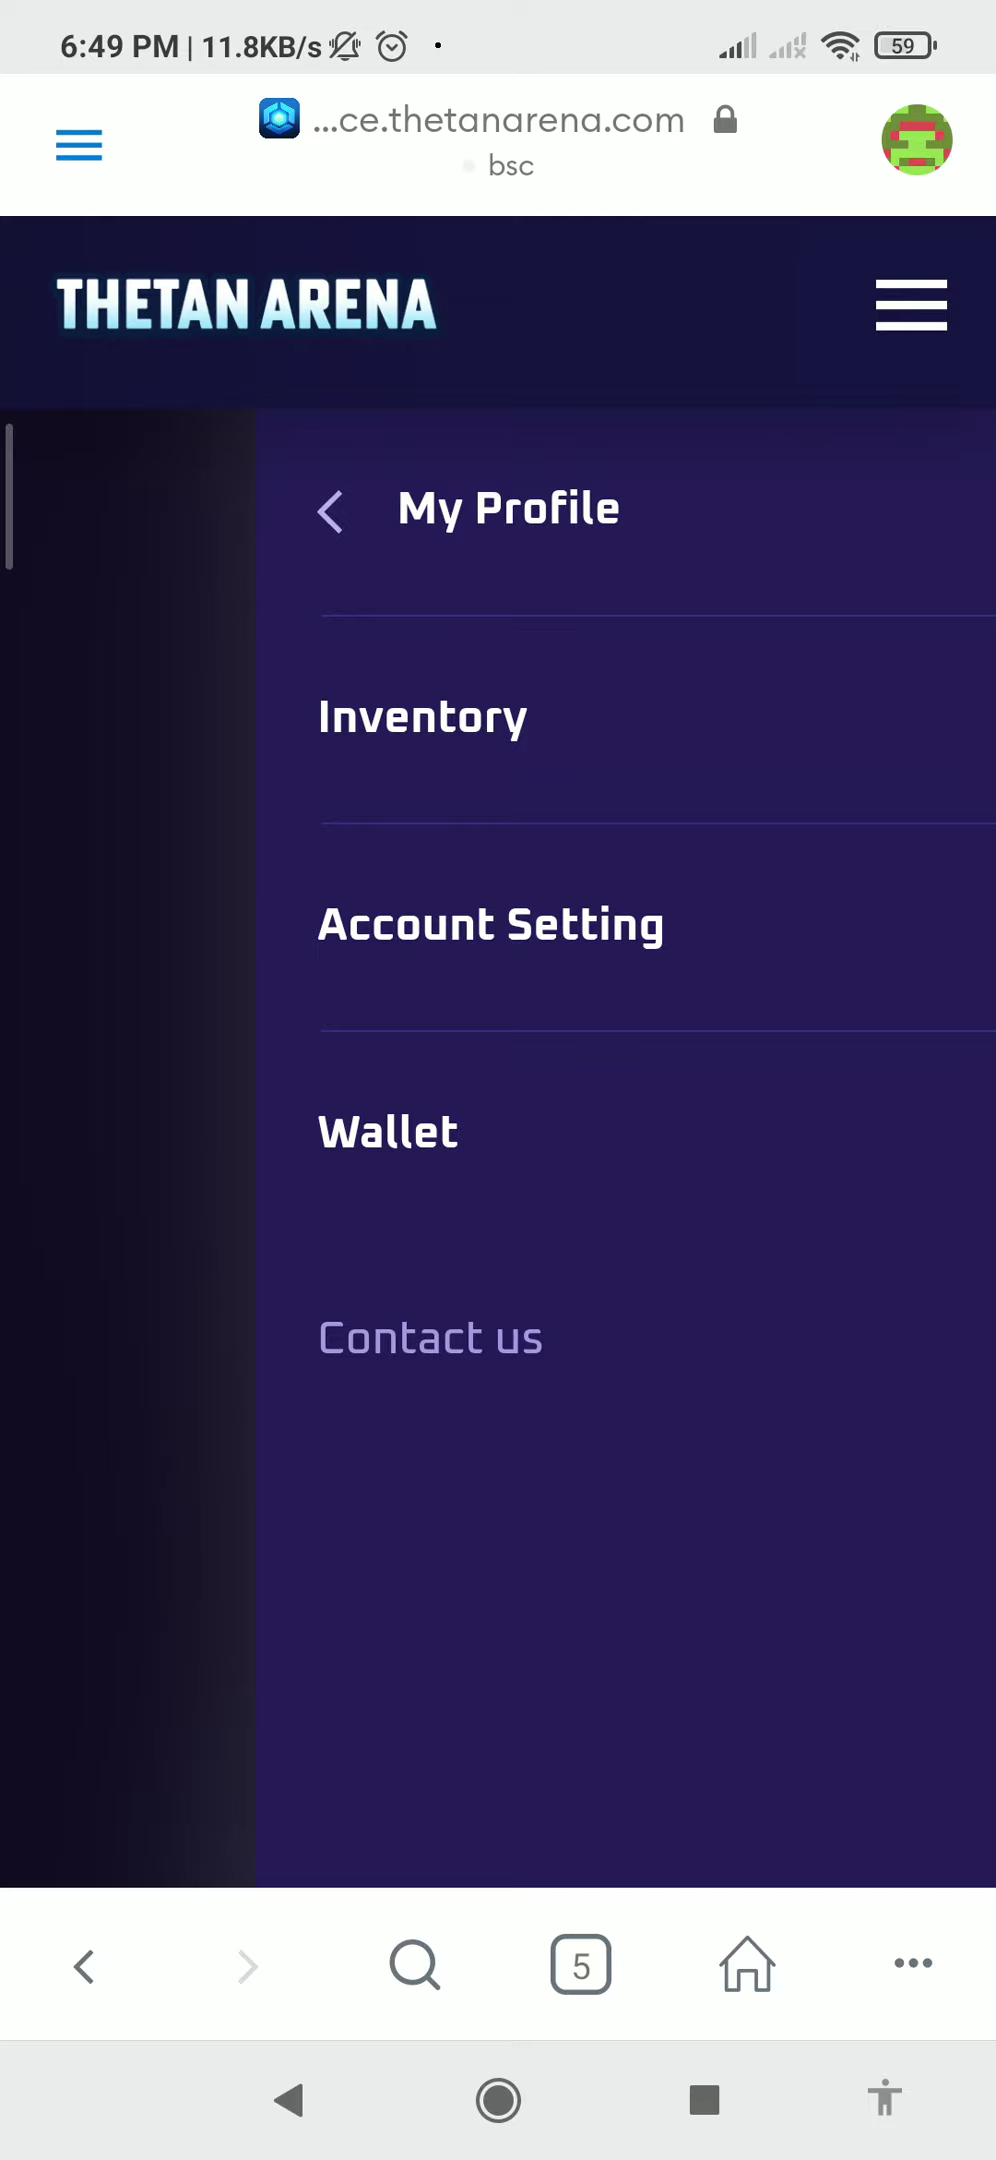 6:49 PM | 11.8KB/s
59
...ce.thetanarena.com
bsc
THETAN ARENA
My Profile
Inventory
Account Setting
Wallet
Contact us
5